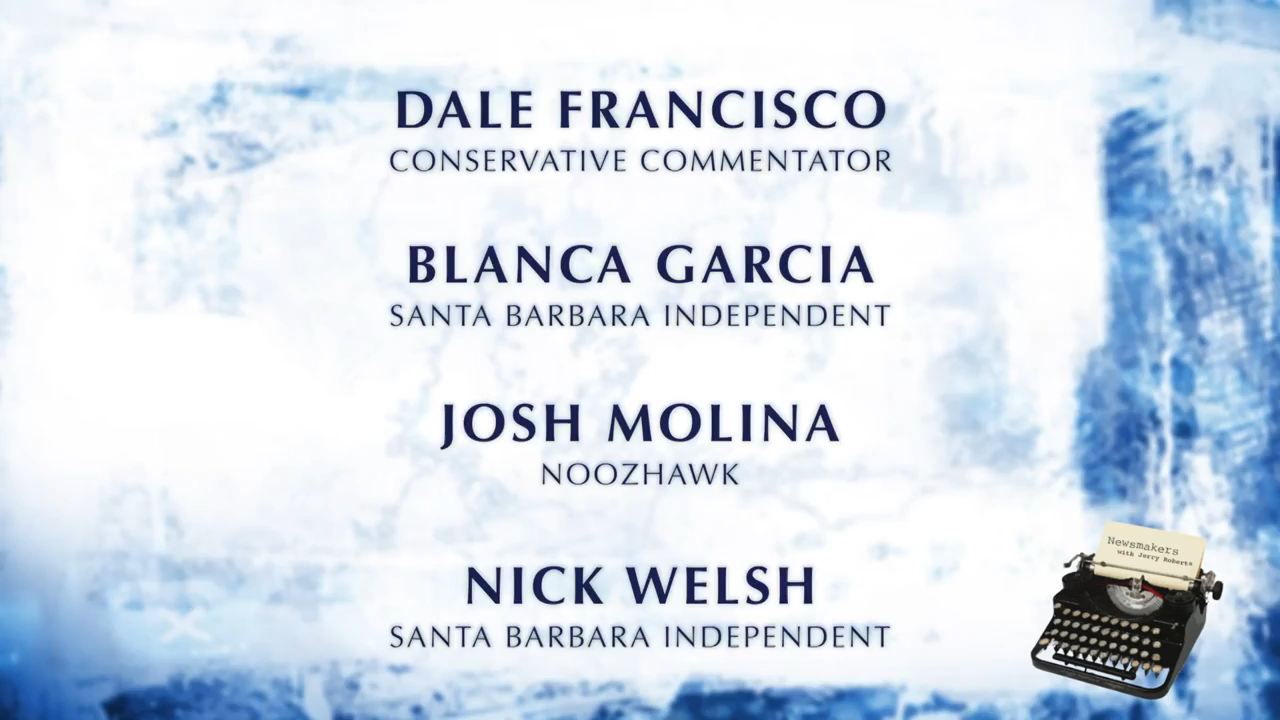 DALE FRANCISCO
CONSERVATIVE COMMENTATOR
BLANCA GARCIA
SANTA BARBARA INDEPENDENT
JOSH MOLINA
NOOZHAWK
NICK WELSH
SANTA BARBARA INDEPENDENT
Newsmakers
with Jerry Roberts